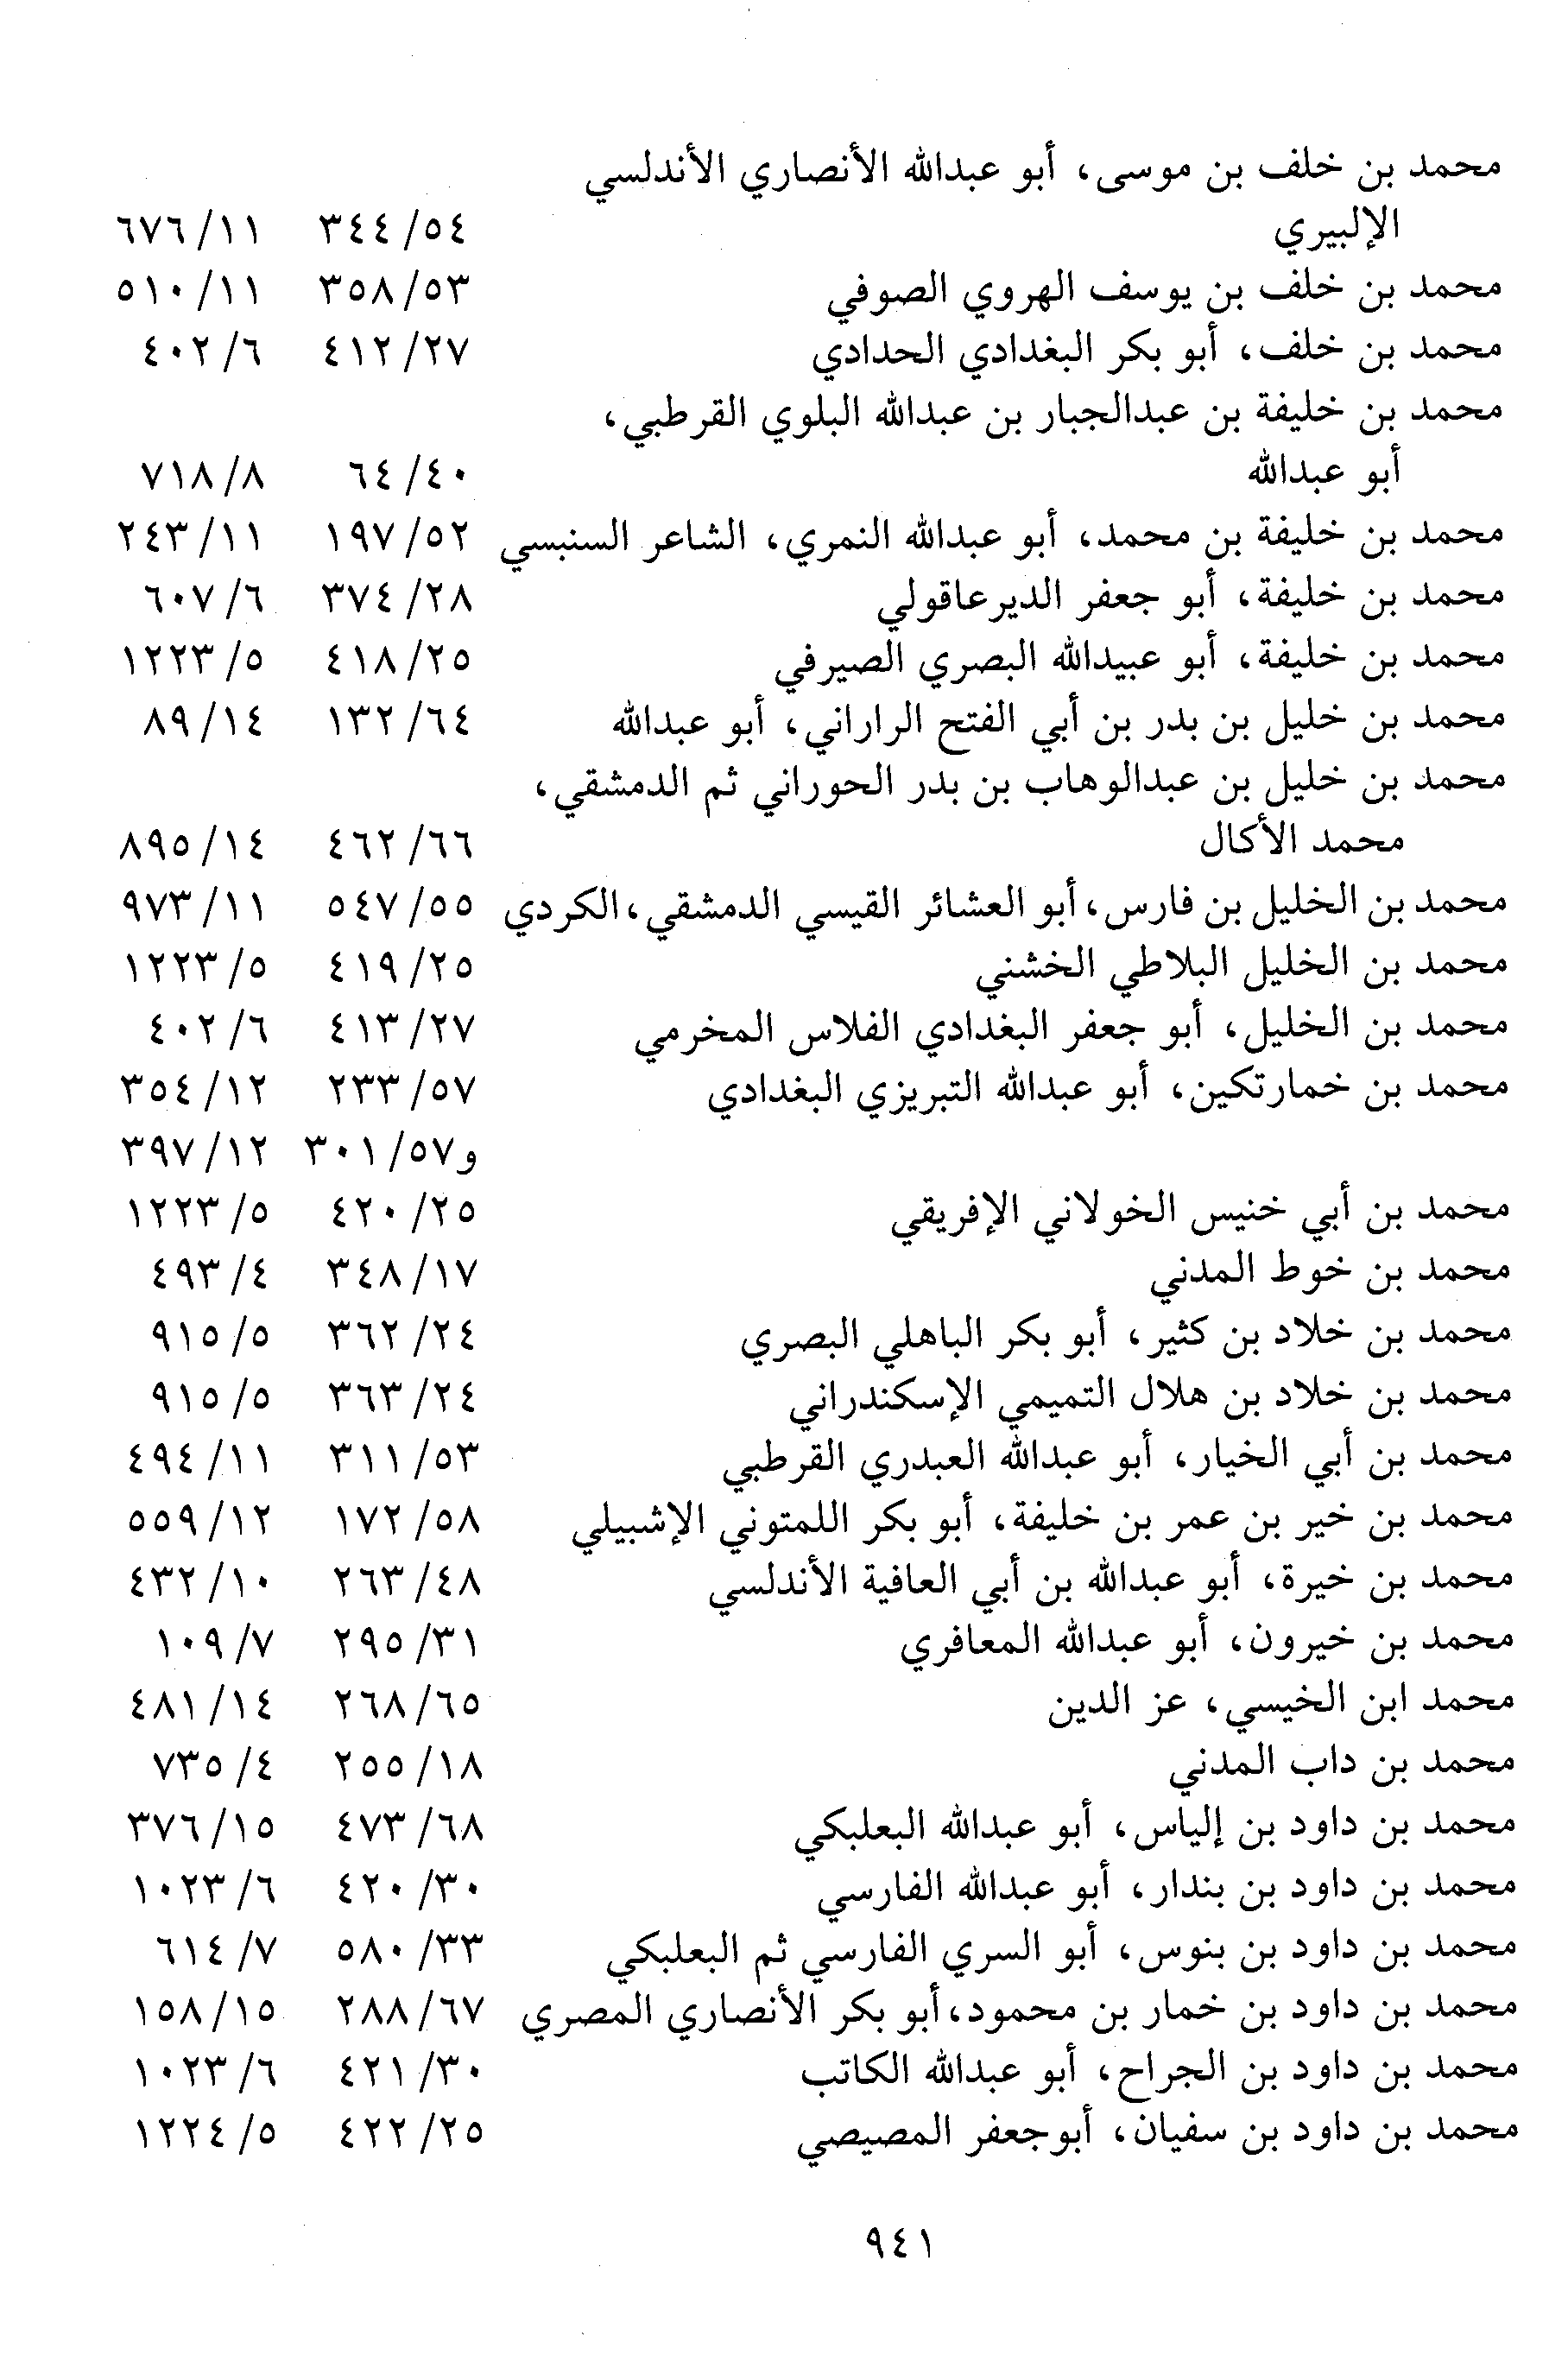 محمد بن خلف بن موسى، أبو عبدالله الأنصاري الأندلسي
الإلبيري ٥٤/ ٣٤٤ ١١/ ٦٧٦
محمد بن خلف بن يوسف الهروي الصوفي ٥٣/ ٣٥٨ ١١/ ٥١٠
محمد بن خلف، أبو بكر البغدادي الحدادي ٢٧/ ٤١٢ ٦/ ٤٠٢
محمد بن خليفة بن عبدالجبار بن عبدالله البلوي القرطبي،
أبو عبدالله ٤٠/ ٦٤ ٨/ ٧١٨
محمد بن خليفة بن محمد، أبو عبدالله النمري، الشاعر السنبسي ٥٢/ ١٩٧ ١١/ ٢٤٣
محمد بن خليفة، أبو جعفر الديرعاقولي ٢٨/ ٣٧٤ ٦/ ٦٠٧
محمد بن خليفة، أبو عبيدالله البصري الصيرفي ٢٥/ ٤١٨ ٥/ ١٢٢٣
محمد بن خليل بن بدر بن أبي الفتح الراراني، أبو عبدالله ٦٤/ ١٣٢ ١٤/ ٨٩
محمد بن خليل بن عبدالوهاب بن بدر الحوراني ثم الدمشقي،
محمد الأكال ٦٦/ ٤٦٢ ١٤/ ٨٩٥
محمد بن الخليل بن فارس، أبو العشائر القيسي الدمشقي، الكردي ٥٥/ ٥٤٧ ١١/ ٩٧٣
محمد بن الخليل البلاطي الخشني ٢٥/ ٤١٩ ٥/ ١٢٢٣
محمد بن الخليل، أبو جعفر البغدادي الفلاس المخرمي ٢٧/ ٤١٣ ٦/ ٤٠٢
محمد بن خمارتكين، أبو عبدالله التبريزي البغدادي ٥٧/ ٢٣٣ ١٢/ ٣٥٤
و٥٧/ ٣٠١ ١٢/ ٣٩٧
محمد بن أبي خنيس الخولاني الإفريقي ٢٥/ ٤٢٠ ٥/ ١٢٢٣
محمد بن خوط المدني ١٧/ ٣٤٨ ٤/ ٤٩٣
محمد بن خلاد بن كثير، أبو بكر الباهلي البصري ٢٤/ ٣٦٢ ٥/ ٩١٥
محمد بن خلاد بن هلال التميمي الإسكندراني ٢٤/ ٣٦٣ ٥/ ٩١٥
محمد بن أبي الخيار، أبو عبدالله العبدري القرطبي ٥٣/ ٣١١ ١١/ ٤٩٤
محمد بن خير بن عمر بن خليفة، أبو بكر اللمتوني الإشبيلي ٥٨/ ١٧٢ ١٢/ ٥٥٩
محمد بن خيرة، أبو عبدالله بن أبي العافية الأندلسي ٤٨/ ٢٦٣ ١٠/ ٤٣٢
محمد بن خيرون، أبو عبدالله المعافري ٣١/ ٢٩٥ ٧/ ١٠٩
محمد ابن الخيسي، عز الدين ٦٥/ ٢٦٨ ١٤/ ٤٨١
محمد بن داب المدني ١٨/ ٢٥٥ ٤/ ٧٣٥
محمد بن داود بن إلياس، أبو عبدالله البعلبكي ٦٨/ ٤٧٣ ١٥/ ٣٧٦
محمد بن داود بن بندار، أبو عبدالله الفارسي ٣٠/ ٤٢٠ ٦/ ١٠٢٣
محمد بن داود بن بنوس، أبو السري الفارسي ثم البعلبكي ٣٣/ ٥٨٠ ٧/ ٦١٤
محمد بن داود بن خمار بن محمود، أبو بكر الأنصاري المصري ٦٧/ ٢٨٨ ١٥/ ١٥٨
محمد بن داود بن الجراح، أبو عبدالله الكاتب ٣٠/ ٤٢١ ٦/ ١٠٢٣
محمد بن داود بن سفيان، أبوجعفر المصيصي ٢٥/ ٤٢٢ ٥/ ١٢٢٤
٩٤١